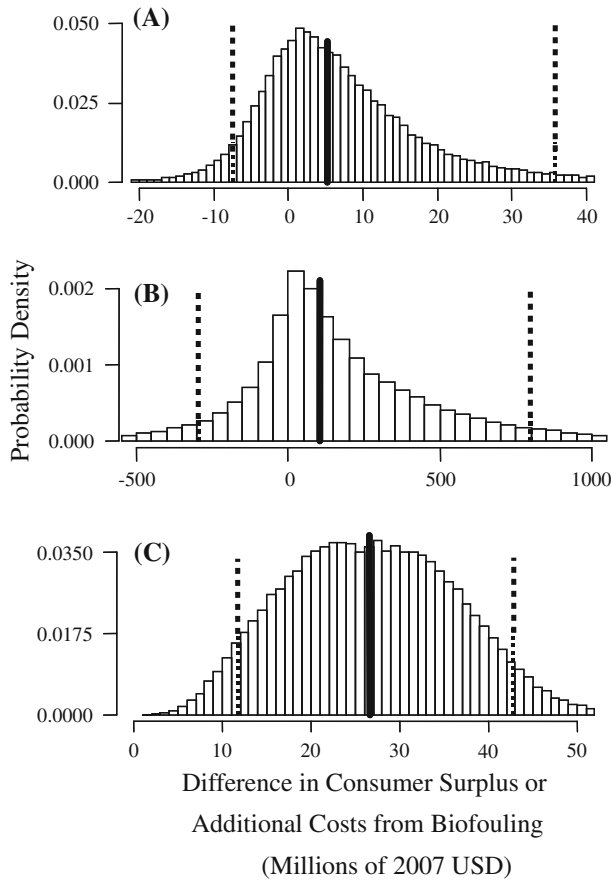 (A)
0.050
0.025
0.000
-20 -10 0 10 20 30 40
(B)
0.002
0.001
0.000
-500 0 500 1000
Probability Density
(C)
0.0350
0.0175
0.0000
0 10 20 30 40 50
Difference in Consumer Surplus or
Additional Costs from Biofouling
(Millions of 2007 USD)